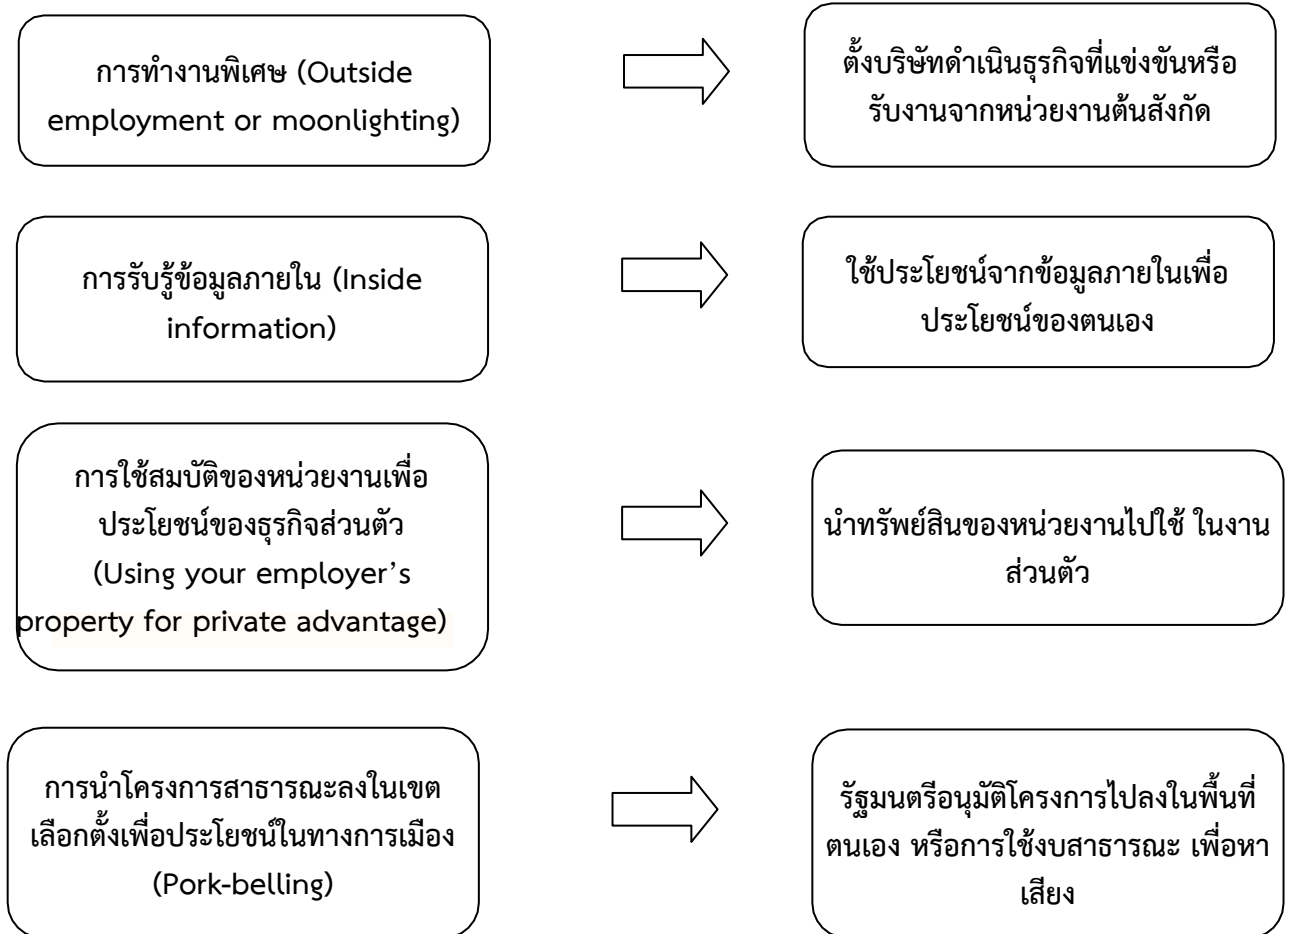 การทำงานพิเศษ (Outside
employment or moonlighting)
ตั้งบริษัทดำเนินธุรกิจที่แข่งขันหรือ
รับงานจากหน่วยงานต้นสังกัด
การรับรู้ข้อมูลภายใน (Inside
information)
ใช้ประโยชน์จากข้อมูลภายในเพื่อ
ประโยชน์ของตนเอง
การใช้สมบัติของหน่วยงานเพื่อ
ประโยชน์ของธุรกิจส่วนตัว
(Using your employer’s
property for private advantage)
นำทรัพย์สินของหน่วยงานไปใช้ ในงาน
ส่วนตัว
การนำโครงการสาธารณะลงในเขต
เลือกตั้งเพื่อประโยชน์ในทางการเมือง
(Pork-belling)
รัฐมนตรีอนุมัติโครงการไปลงในพื้นที่
ตนเอง หรือการใช้งบสาธารณะ เพื่อหา
เสียง